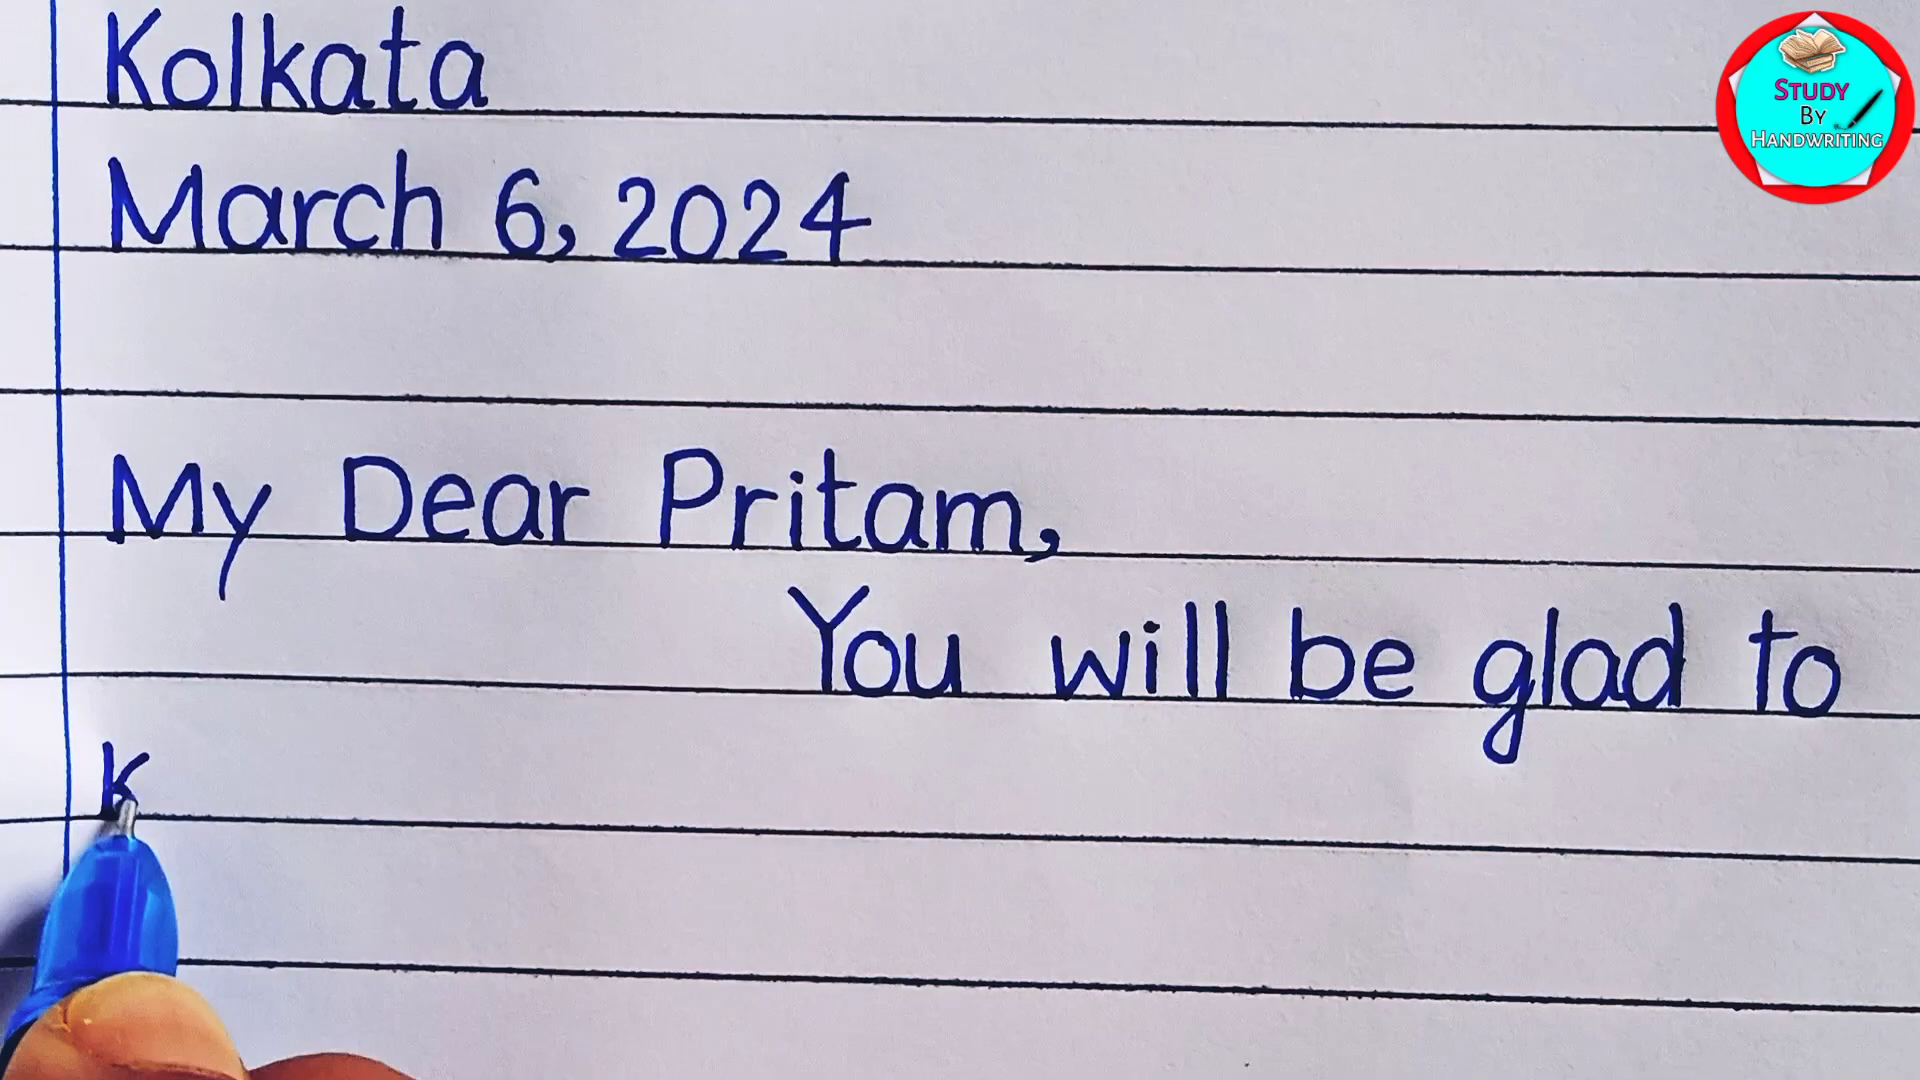 Kolkata
March 6, 2024
My Dear Pritam,
You will be glad to
k
STUDY
BY
HANDWRITING